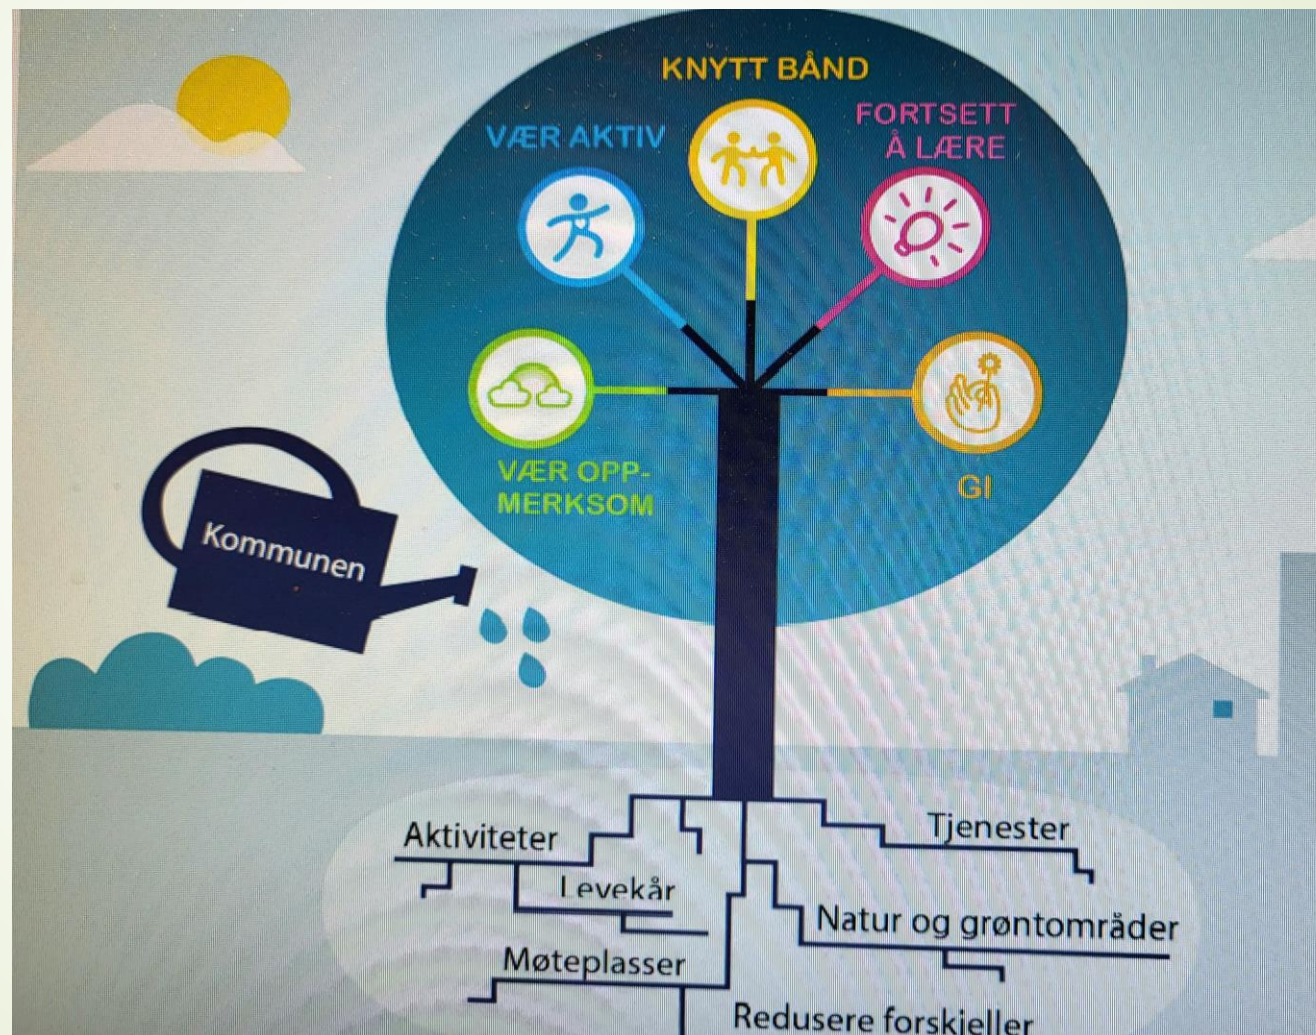 KNYTT BÅND
FORTSETT
Å LÆRE
VÆR AKTIV
VÆR OPP-
MERKSOM
GI
Kommunen
Aktiviteter
Tjenester
Levekår
Natur og grøntområder
Møteplasser
Redusere forskjeller